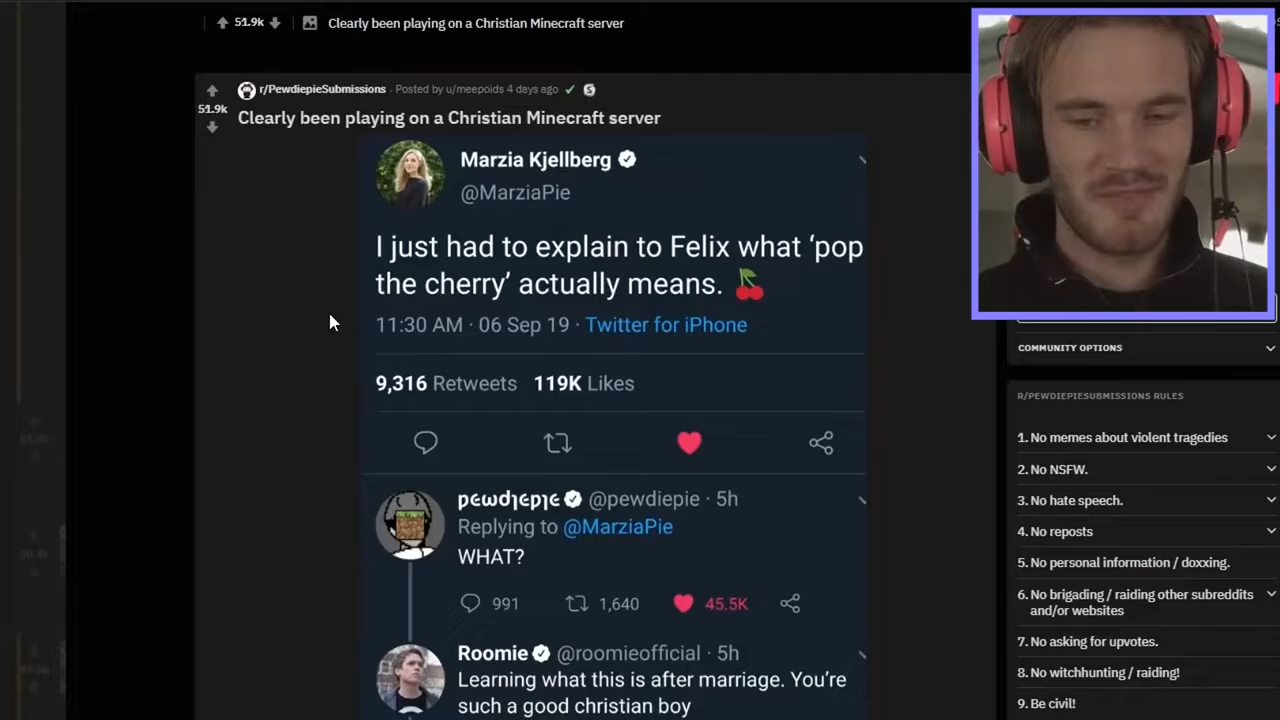 51.9k Clearly been playing on a Christian Minecraft server
r/PewdiepieSubmissions · Posted by u/meepoids 4 days ago
51.9k
Clearly been playing on a Christian Minecraft server
Marzia Kjellberg
@MarziaPie
I just had to explain to Felix what ‘pop
the cherry’ actually means. 🍒
11:30 AM · 06 Sep 19 · Twitter for iPhone
9,316 Retweets 119K Likes
ρєωdιєριє @pewdiepie · 5h
Replying to @MarziaPie
WHAT?
991 1,640 45.5K
Roomie @roomieofficial · 5h
Learning what this is after marriage. You’re
such a good christian boy
COMMUNITY OPTIONS
R/PEWDIEPIESUBMISSIONS RULES
1. No memes about violent tragedies
2. No NSFW.
3. No hate speech.
4. No reposts
5. No personal information / doxxing.
6. No brigading / raiding other subreddits
and/or websites
7. No asking for upvotes.
8. No witchhunting / raiding!
9. Be civil!